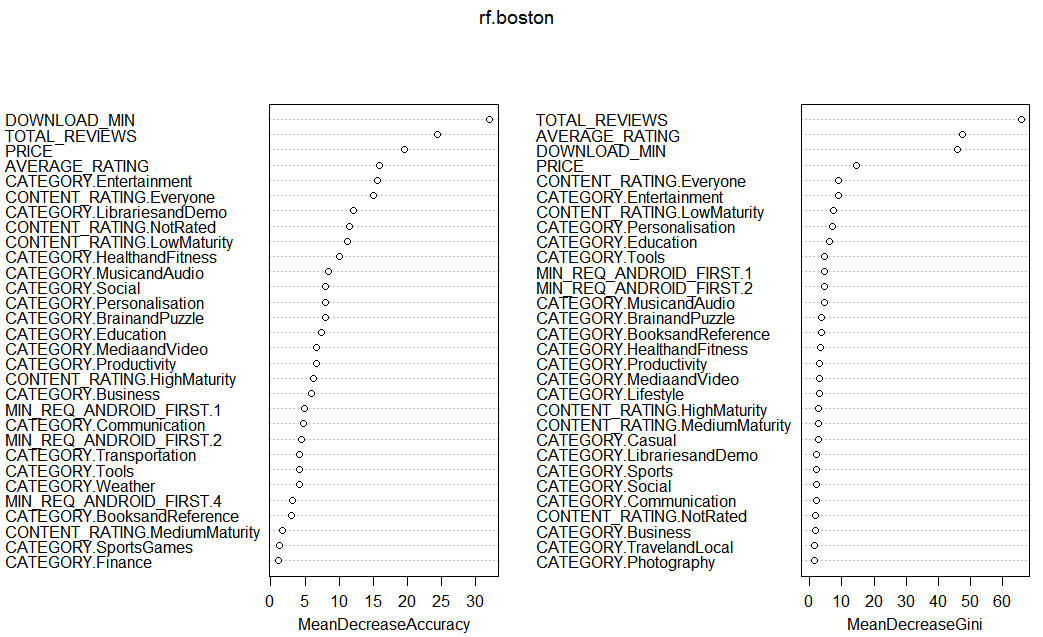 rf.boston
DOWNLOAD_MIN
TOTAL_REVIEWS
PRICE
AVERAGE_RATING
CATEGORY.Entertainment
CONTENT_RATING.Everyone
CATEGORY.LibrariesandDemo
CONTENT_RATING.NotRated
CONTENT_RATING.LowMaturity
CATEGORY.HealthandFitness
CATEGORY.MusicandAudio
CATEGORY.Social
CATEGORY.Personalisation
CATEGORY.BrainandPuzzle
CATEGORY.Education
CATEGORY.MediaandVideo
CATEGORY.Productivity
CONTENT_RATING.HighMaturity
CATEGORY.Business
MIN_REQ_ANDROID_FIRST.1
CATEGORY.Communication
MIN_REQ_ANDROID_FIRST.2
CATEGORY.Transportation
CATEGORY.Tools
CATEGORY.Weather
MIN_REQ_ANDROID_FIRST.4
CATEGORY.BooksandReference
CONTENT_RATING.MediumMaturity
CATEGORY.SportsGames
CATEGORY.Finance
0 5 10 15 20 25 30
MeanDecreaseAccuracy
TOTAL_REVIEWS
AVERAGE_RATING
DOWNLOAD_MIN
PRICE
CONTENT_RATING.Everyone
CATEGORY.Entertainment
CONTENT_RATING.LowMaturity
CATEGORY.Personalisation
CATEGORY.Education
CATEGORY.Tools
MIN_REQ_ANDROID_FIRST.1
MIN_REQ_ANDROID_FIRST.2
CATEGORY.MusicandAudio
CATEGORY.BrainandPuzzle
CATEGORY.BooksandReference
CATEGORY.HealthandFitness
CATEGORY.Productivity
CATEGORY.MediaandVideo
CATEGORY.Lifestyle
CONTENT_RATING.HighMaturity
CONTENT_RATING.MediumMaturity
CATEGORY.Casual
CATEGORY.LibrariesandDemo
CATEGORY.Sports
CATEGORY.Social
CATEGORY.Communication
CONTENT_RATING.NotRated
CATEGORY.Business
CATEGORY.TravelandLocal
CATEGORY.Photography
0 10 20 30 40 50 60
MeanDecreaseGini